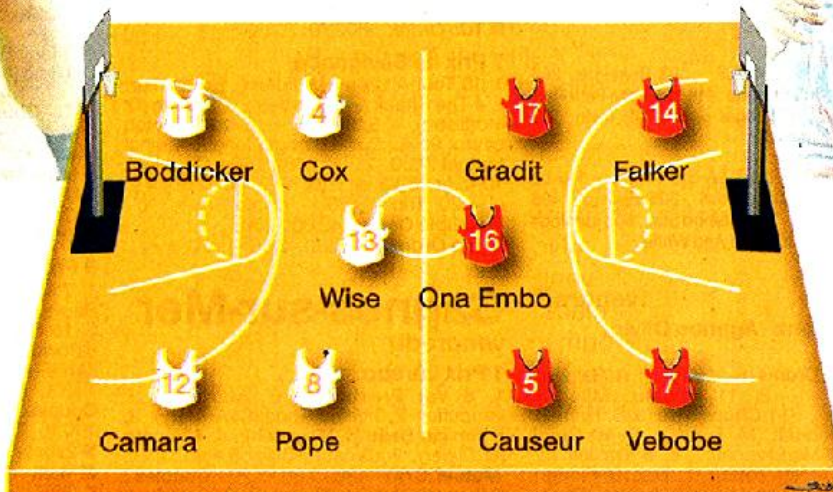 11 4 17 14
Boddicker Cox Gradit Falker
13 16
Wise Ona Embo
12 8 5 7
Camara Pope Causeur Vebobe